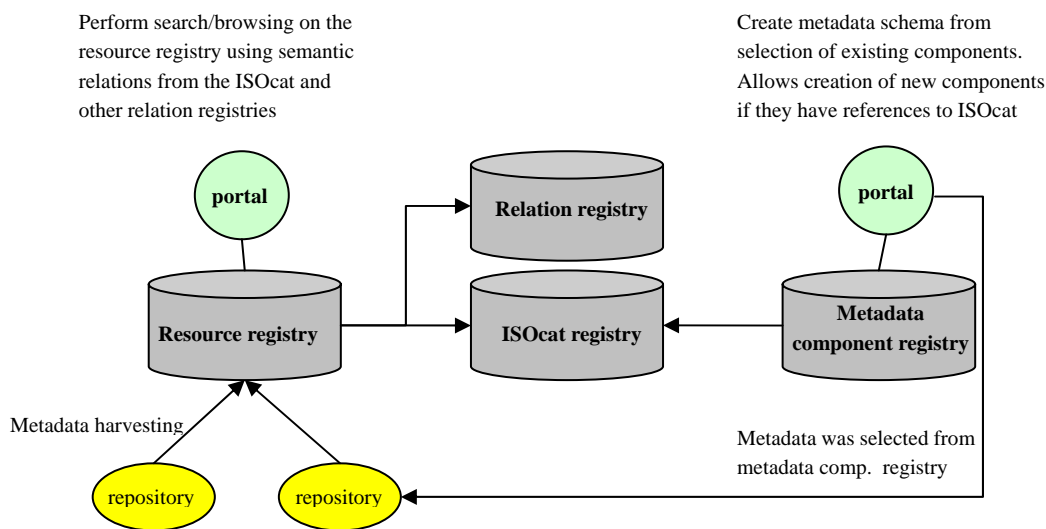 Perform search/browsing on the
resource registry using semantic
relations from the ISOcat and
other relation registries
Create metadata schema from
selection of existing components.
Allows creation of new components
if they have references to ISOcat
portal
portal
Relation registry
Resource registry
ISOcat registry
Metadata
component registry
Metadata harvesting
Metadata was selected from
metadata comp. registry
repository
repository